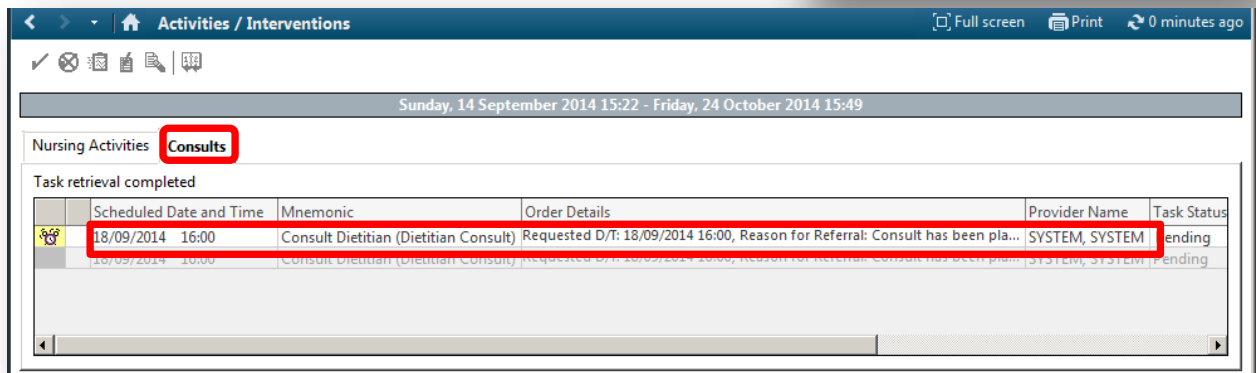 Activities / Interventions Full screen Print 0 minutes ago
Sunday, 14 September 2014 15:22 - Friday, 24 October 2014 15:49
Nursing Activities Consults
Task retrieval completed
Scheduled Date and Time Mnemonic Order Details Provider Name Task Status
18/09/2014 16:00 Consult Dietitian (Dietitian Consult) Requested D/T: 18/09/2014 16:00, Reason for Referral: Consult has been pla... SYSTEM, SYSTEM Pending
18/09/2014 16:00 Consult Dietitian (Dietitian Consult) Requested D/T: 18/09/2014 16:00, Reason for Referral: Consult has been pla... SYSTEM, SYSTEM Pending